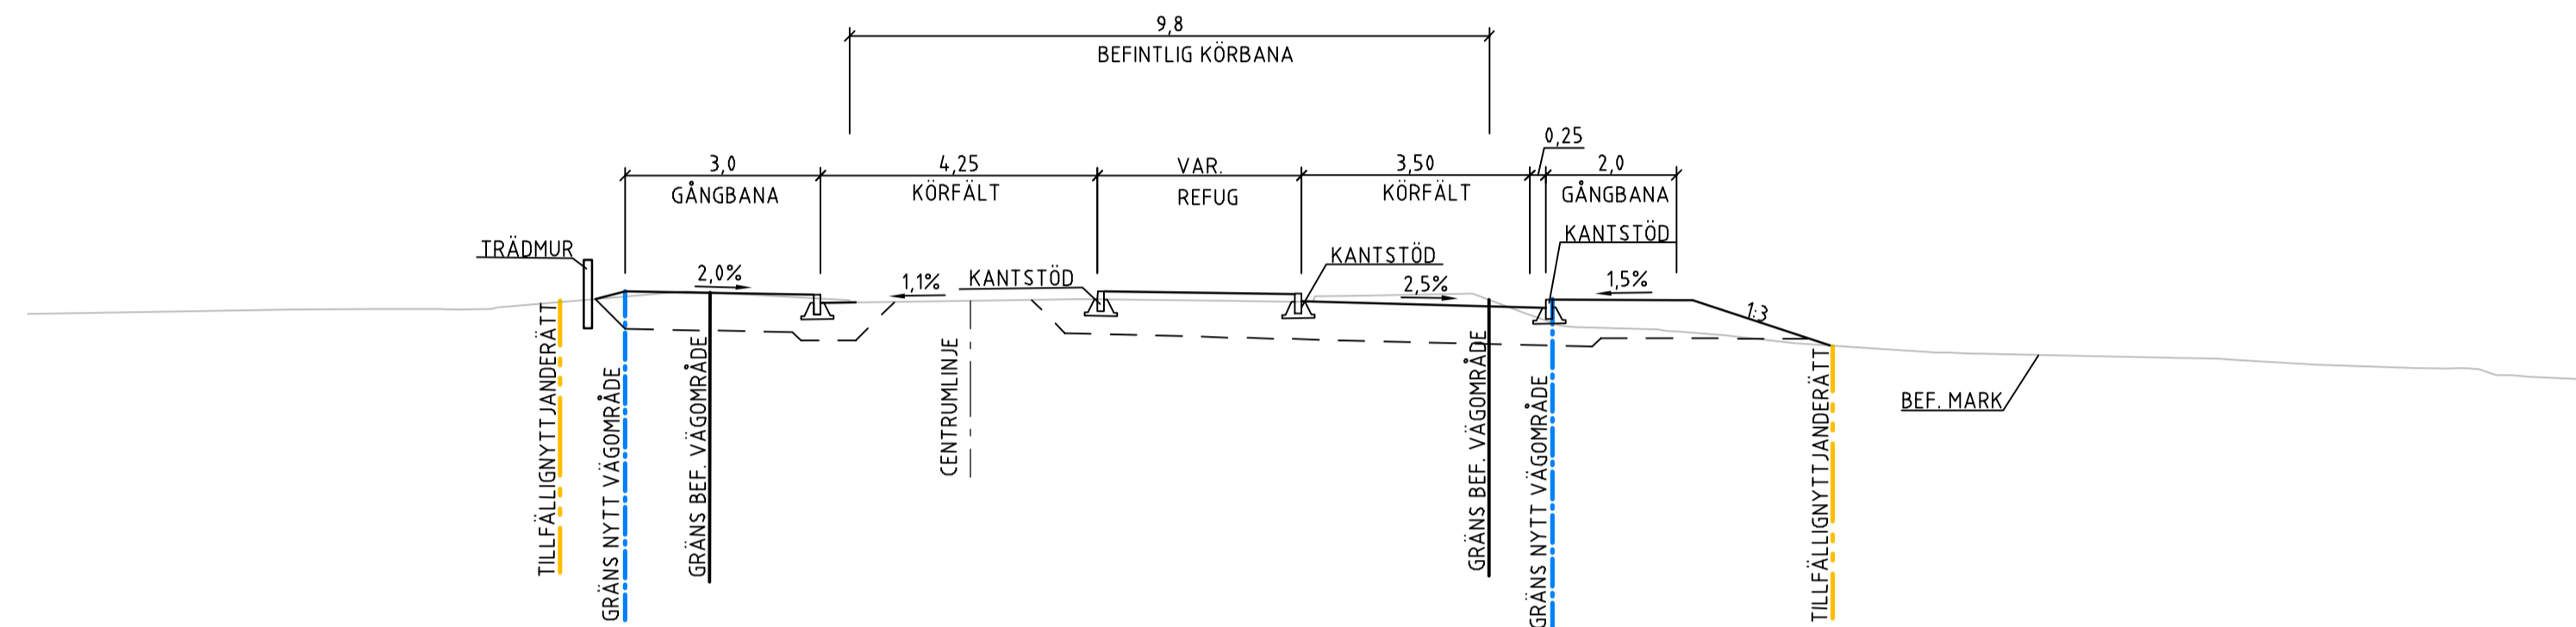 9,8
BEFINTLIG KÖRBANA
0,25
3,0
4,25
VAR.
3,50
2,0
GÅNGBANA
KÖRFÄLT
REFUG
KÖRFÄLT
GÅNGBANA
TRÄDMUR
KANTSTÖD
KANTSTÖD
KANTSTÖD
2,0%
1,1%
2,5%
1,5%
1:3
TILLFÄLLIGNYTTJANDERÄTT
GRÄNS NYTT VÄGOMRÅDE
GRÄNS BEF. VÄGOMRÅDE
CENTRUMLINJE
GRÄNS BEF. VÄGOMRÅDE
GRÄNS NYTT VÄGOMRÅDE
TILLFÄLLIGNYTTJANDERÄTT
BEF. MARK